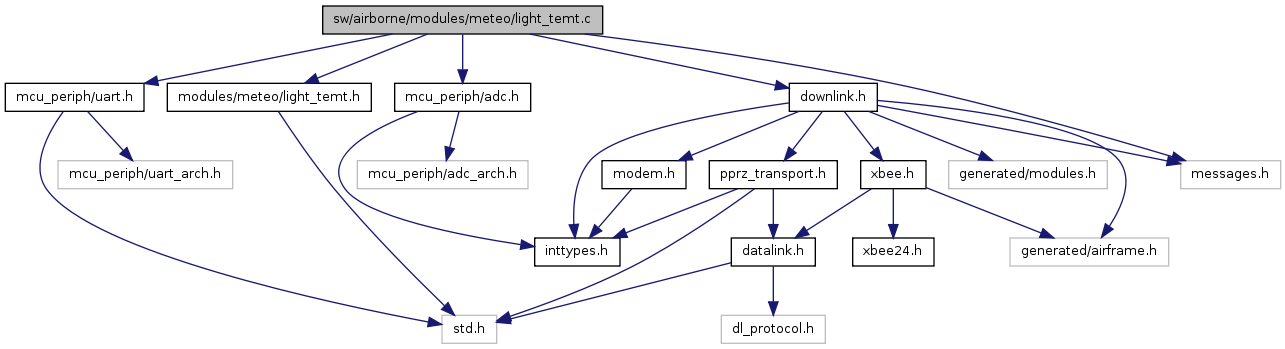 sw/airborne/modules/meteo/light_temt.c
mcu_periph/uart.h
modules/meteo/light_temt.h
mcu_periph/adc.h
downlink.h
mcu_periph/uart_arch.h
mcu_periph/adc_arch.h
modem.h
pprz_transport.h
xbee.h
generated/modules.h
messages.h
inttypes.h
datalink.h
xbee24.h
generated/airframe.h
std.h
dl_protocol.h